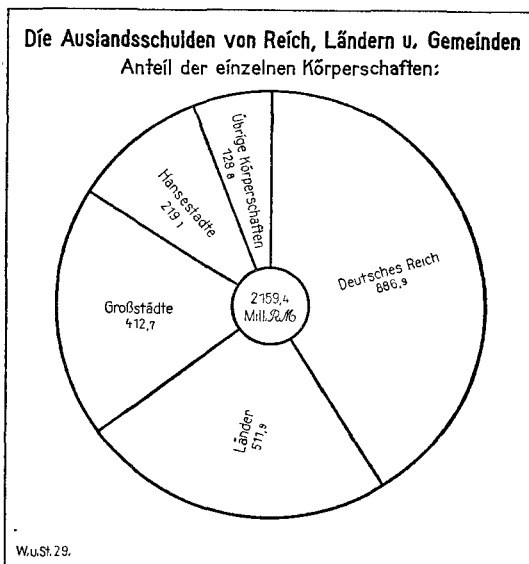 Die Auslandsschulden von Reich, Ländern u. Gemeinden
Anteil der einzelnen Körperschaften:
Übrige Körperschaften
128,8
Hansestädte
219,1
Deutsches Reich
886,9
2159,4
Mill. RM
Großstädte
412,7
Länder
511,9
W.u.St.29.